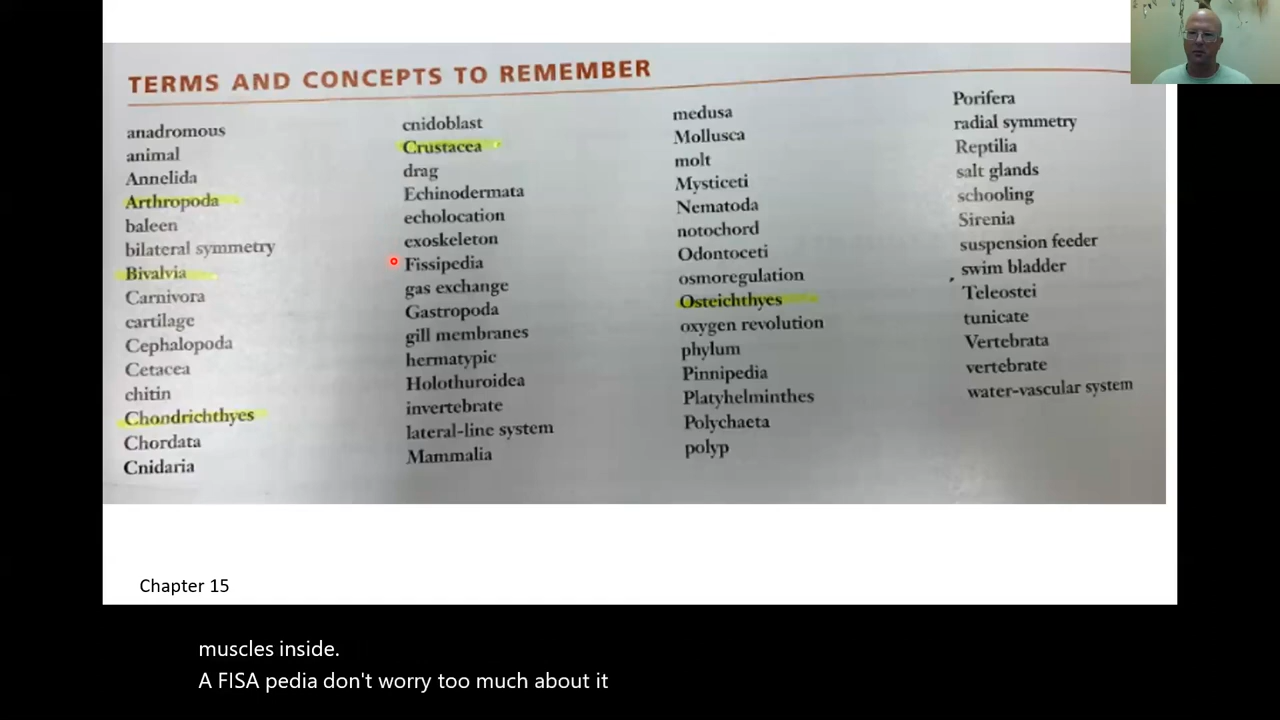 TERMS AND CONCEPTS TO REMEMBER
anadromous
animal
Annelida
Arthropoda
baleen
bilateral symmetry
Bivalvia
Carnivora
cartilage
Cephalopoda
Cetacea
chitin
Chondrichthyes
Chordata
Cnidaria
cnidoblast
Crustacea
drag
Echinodermata
echolocation
exoskeleton
Fissipedia
gas exchange
Gastropoda
gill membranes
hermatypic
Holothuroidea
invertebrate
lateral-line system
Mammalia
medusa
Mollusca
molt
Mysticeti
Nematoda
notochord
Odontoceti
osmoregulation
Osteichthyes
oxygen revolution
phylum
Pinnipedia
Platyhelminthes
Polychaeta
polyp
Porifera
radial symmetry
Reptilia
salt glands
schooling
Sirenia
suspension feeder
swim bladder
Teleostei
tunicate
Vertebrata
vertebrate
water-vascular system
Chapter 15
muscles inside.
A FISA pedia don't worry too much about it